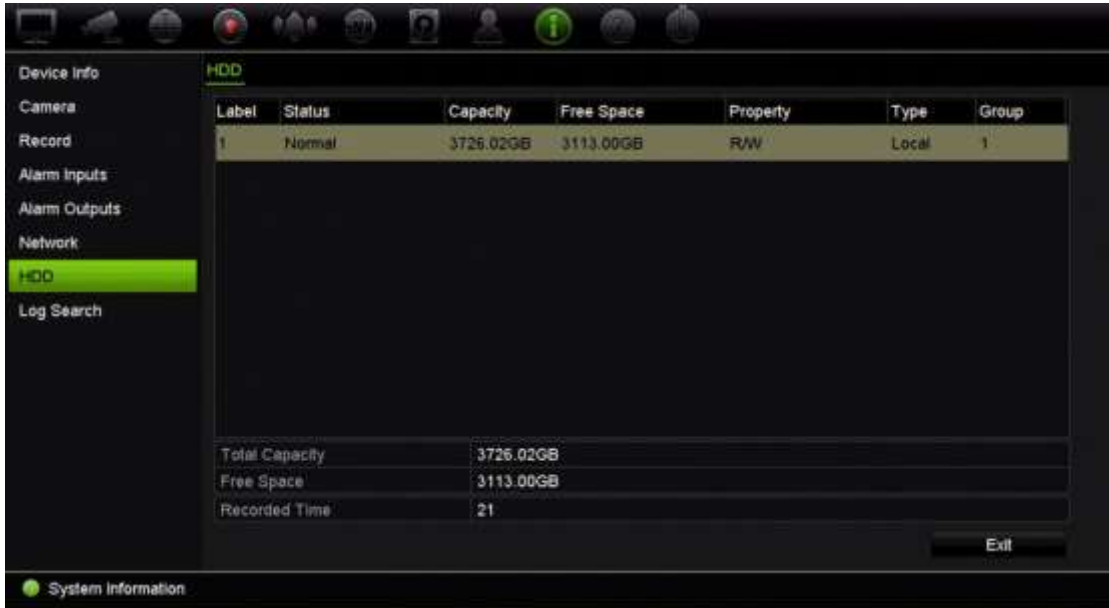 Device Info
HDD
Camera
Label Status Capacity Free Space Property Type Group
Record
1 Normal 3726.02GB 3113.00GB R/W Local 1
Alarm Inputs
Alarm Outputs
Network
HDD
Log Search
Total Capacity 3726.02GB
Free Space 3113.00GB
Recorded Time 21
Exit
System Information